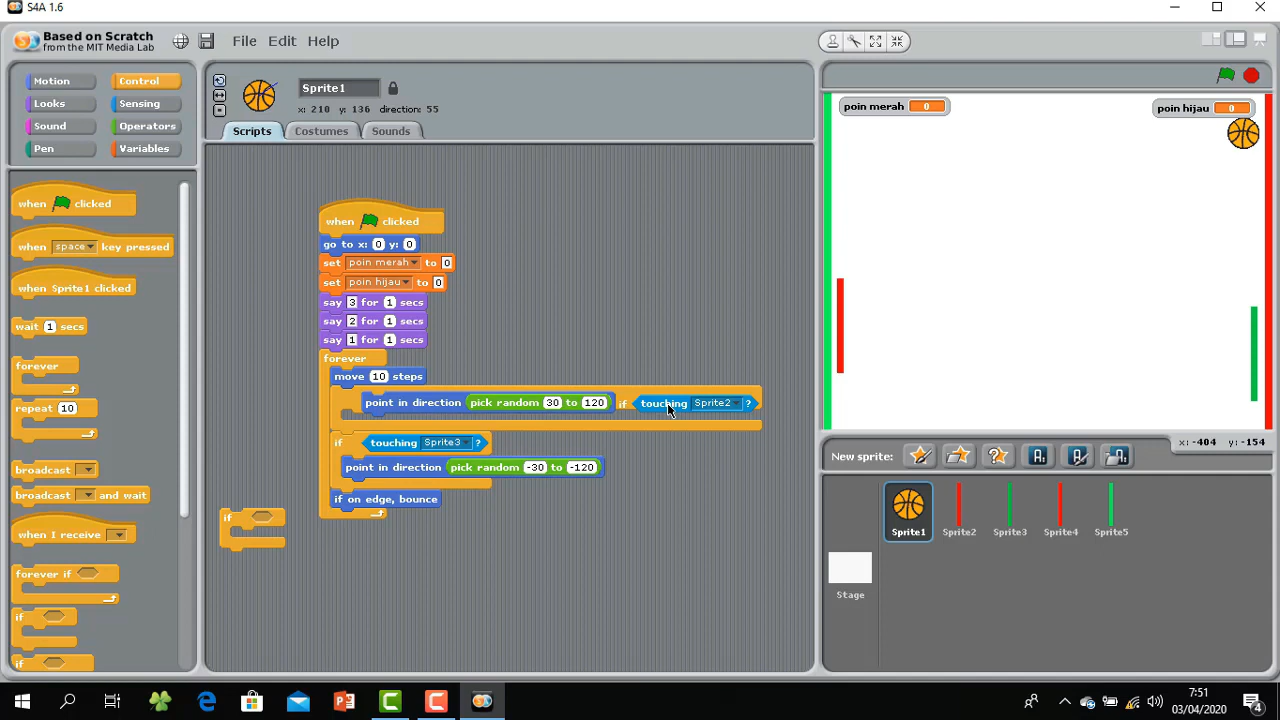 S4A 1.6
Based on Scratch
from the MIT Media Lab
File Edit Help
Motion Control
Looks Sensing
Sound Operators
Pen Variables
when clicked
when space key pressed
when Sprite1 clicked
wait 1 secs
forever
repeat 10
broadcast
broadcast and wait
when I receive
forever if
if
if
Sprite1
x: 210 y: 136 direction: 55
Scripts Costumes Sounds
when clicked
go to x: 0 y: 0
set poin merah to 0
set poin hijau to 0
say 3 for 1 secs
say 2 for 1 secs
say 1 for 1 secs
forever
move 10 steps
point in direction pick random 30 to 120 if touching Sprite2 ?
if touching Sprite3 ?
point in direction pick random -30 to -120
if on edge, bounce
if
poin merah 0
poin hijau 0
x: -404 y: -154
New sprite:
Sprite1 Sprite2 Sprite3 Sprite4 Sprite5
Stage
7:51
03/04/2020
4